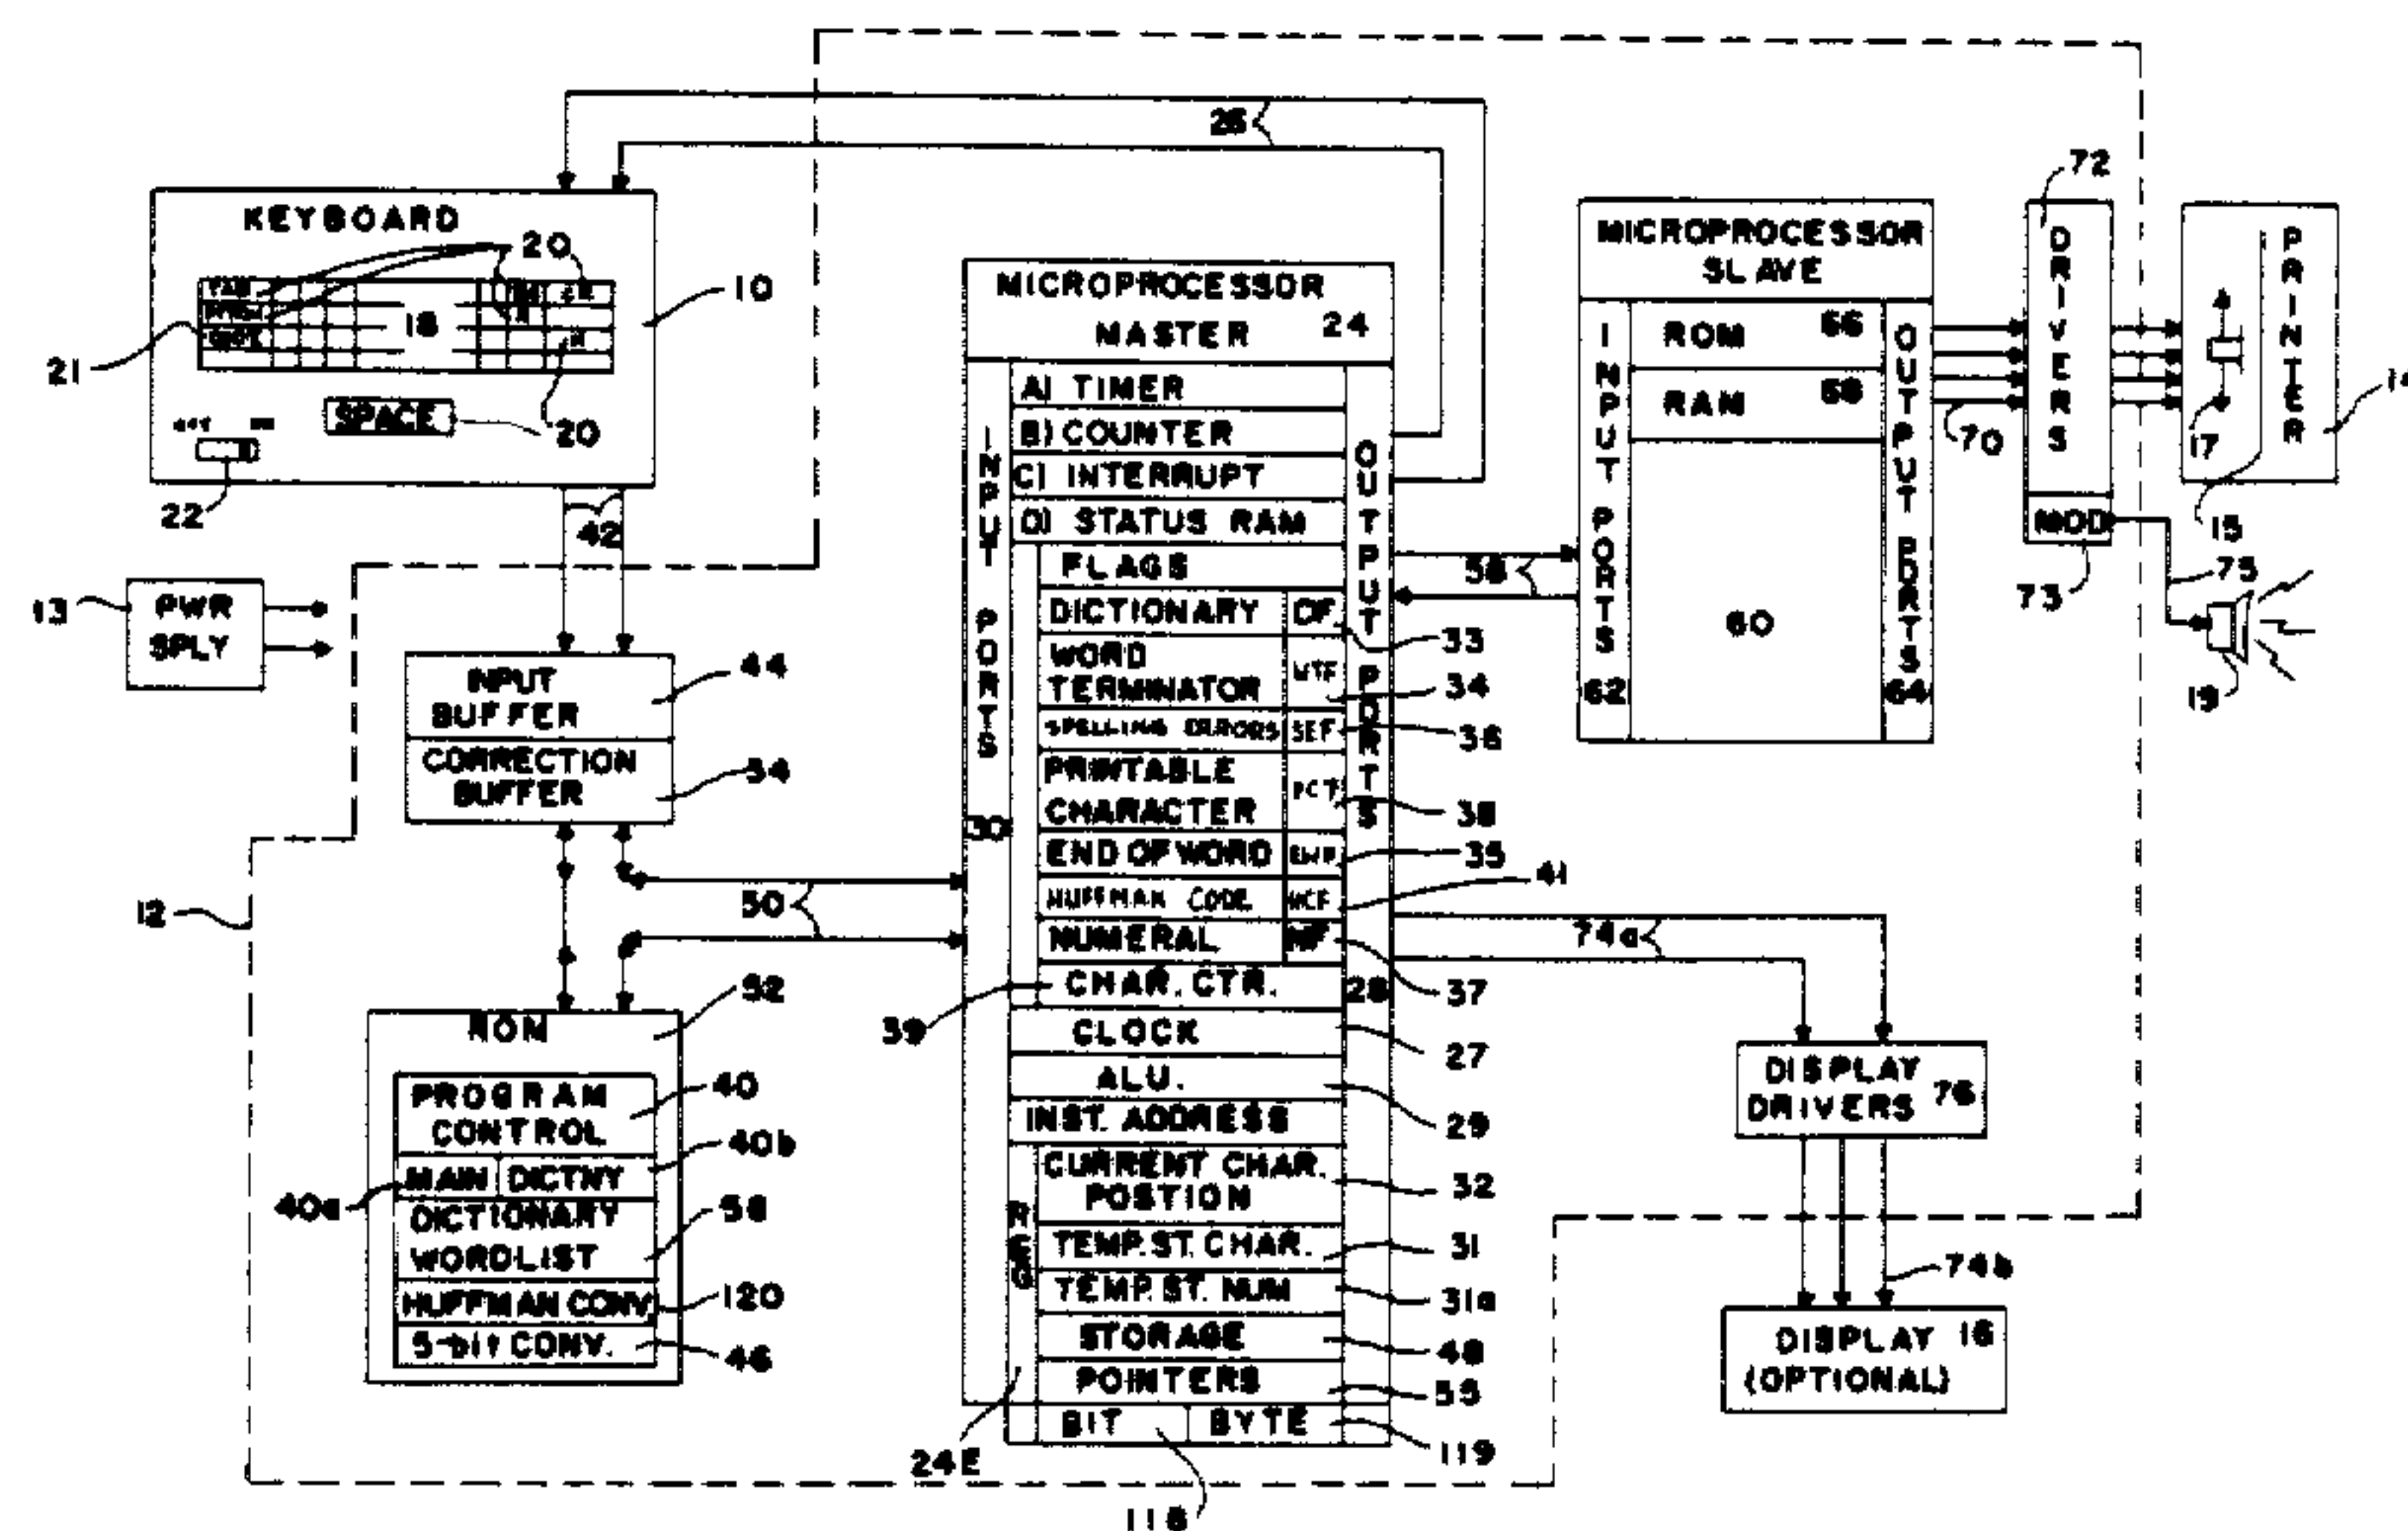 KEYBOARD
20
18
10
21
SPACE
20
22
42
PWR
SPLY
13
12
INPUT
BUFFER
44
CORRECTION
BUFFER
54
50
ROM
52
PROGRAM
CONTROL
40
MAIN DICTNY
40a
40b
DICTIONARY
WORDLIST
HUFFMAN CONV.
120
5-bit CONV.
46
MICROPROCESSOR
MASTER 24
INPUT PORTS
30
OUTPUT PORTS
28
A) TIMER
B) COUNTER
C) INTERRUPT
D) STATUS RAM
FLAGS
DICTIONARY DF
33
WORD
TERMINATOR WTF
34
SPELLING ERRORS SEF
36
PRINTABLE
CHARACTER PCF
38
END OF WORD EWF
35
HUFFMAN CODE HCF
41
NUMERAL NF
37
CHAR. CTR.
39
CLOCK
27
ALU.
29
INST. ADDRESS
REG
CURRENT CHAR.
POSTION
32
TEMP. ST. CHAR.
31
TEMP. ST. NUM
31a
STORAGE
48
POINTERS
55
BIT BYTE
119
24E
MICROPROCESSOR
SLAVE
INPUT PORTS
62
ROM 66
RAM 68
60
OUTPUT PORTS
64
70
DRIVERS
72
MOD
73
PRINTER
17
15
75
19
74a
DISPLAY
DRIVERS 76
74b
DISPLAY 16
(OPTIONAL)